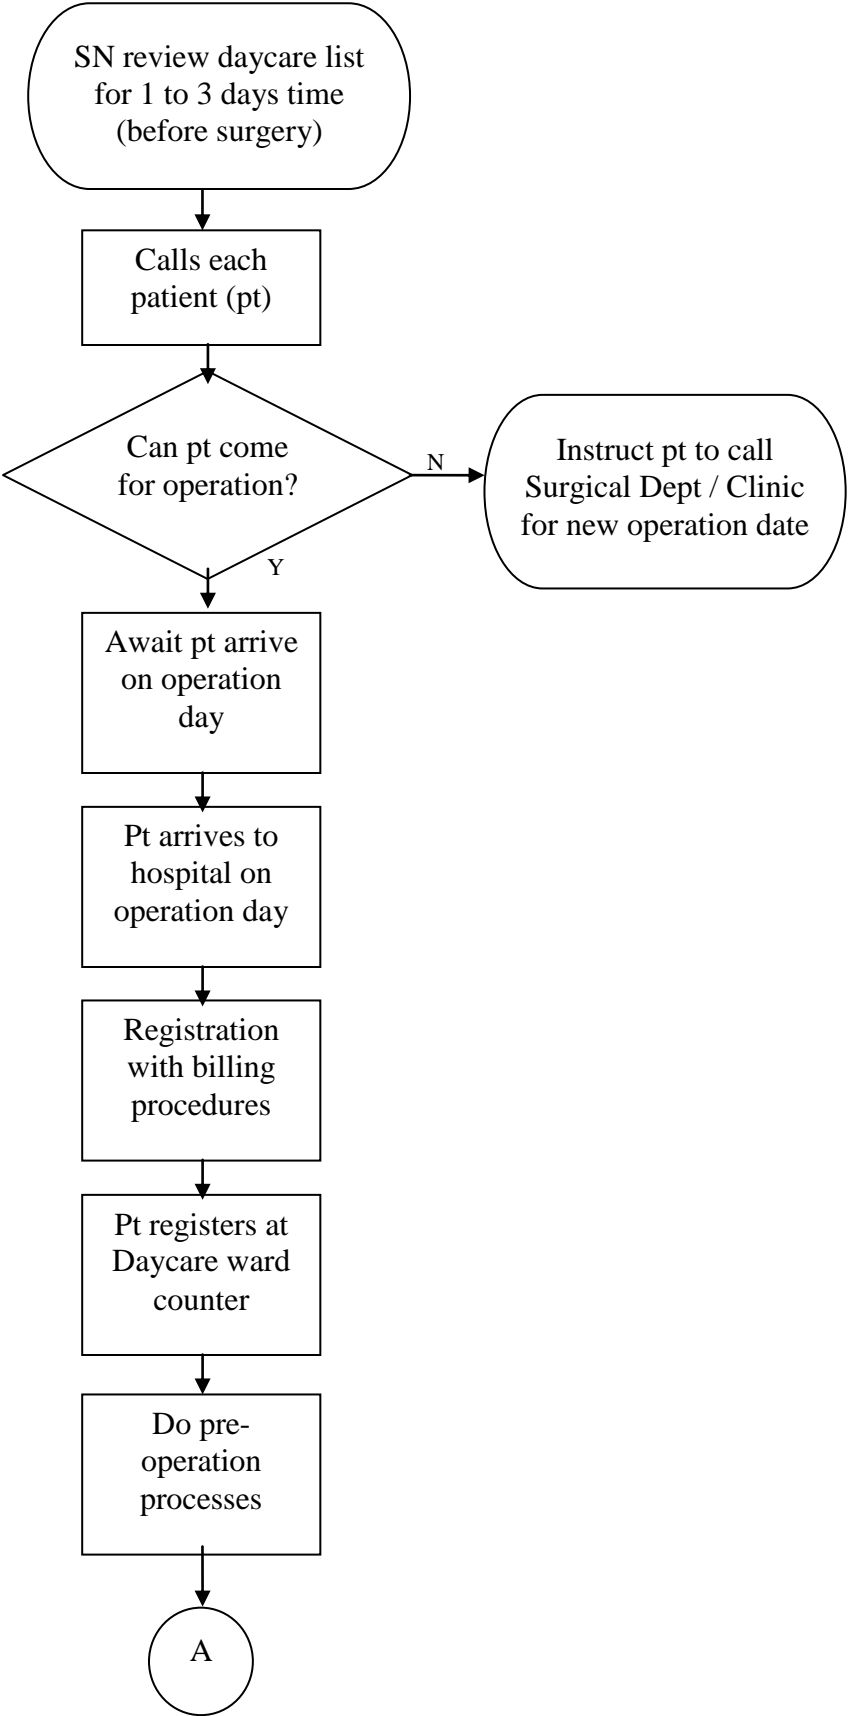 SN review daycare list
for 1 to 3 days time
(before surgery)
Calls each
patient (pt)
Can pt come
for operation?
N
Instruct pt to call
Surgical Dept / Clinic
for new operation date
Y
Await pt arrive
on operation
day
Pt arrives to
hospital on
operation day
Registration
with billing
procedures
Pt registers at
Daycare ward
counter
Do pre-
operation
processes
A